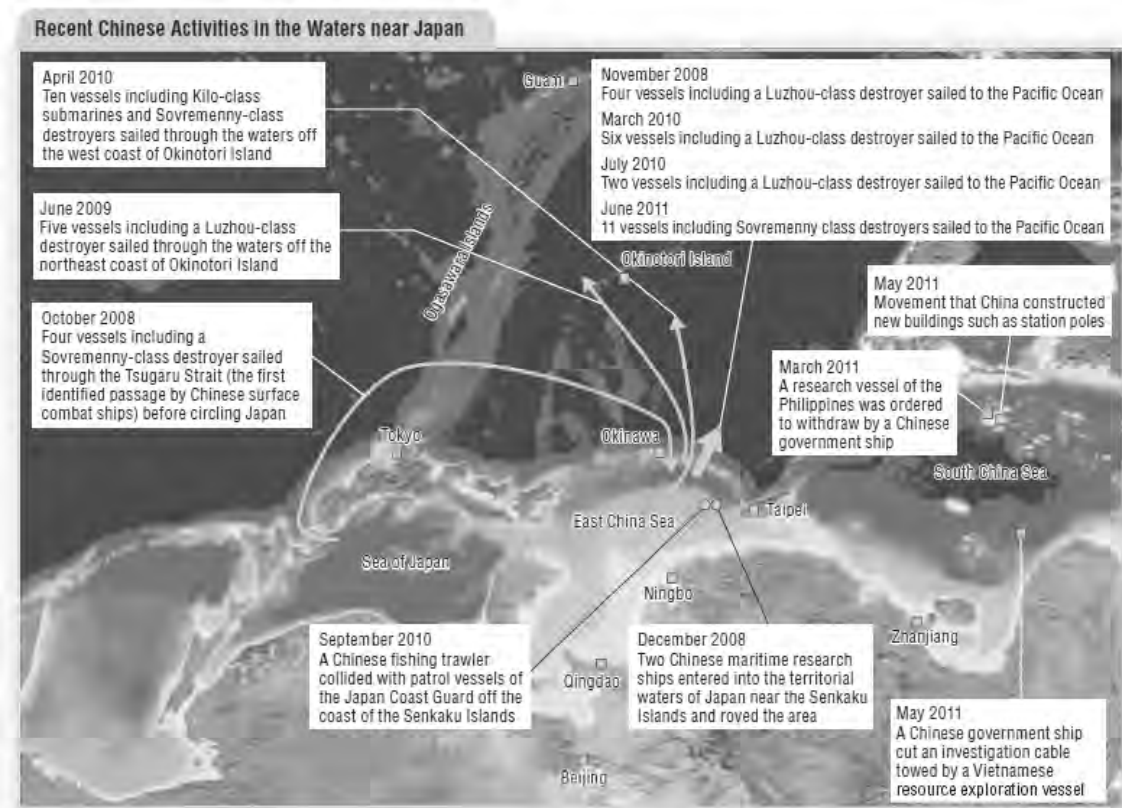 Recent Chinese Activities in the Waters near Japan
April 2010
Ten vessels including Kilo-class
submarines and Sovremenny-class
destroyers sailed through the waters off
the west coast of Okinotori Island
June 2009
Five vessels including a Luzhou-class
destroyer sailed through the waters off the
northeast coast of Okinotori Island
October 2008
Four vessels including a
Sovremenny-class destroyer sailed
through the Tsugaru Strait (the first
identified passage by Chinese surface
combat ships) before circling Japan
Guam
November 2008
Four vessels including a Luzhou-class destroyer sailed to the Pacific Ocean
March 2010
Six vessels including a Luzhou-class destroyer sailed to the Pacific Ocean
July 2010
Two vessels including a Luzhou-class destroyer sailed to the Pacific Ocean
June 2011
11 vessels including Sovremenny class destroyers sailed to the Pacific Ocean
Ogasawara Islands
Okinotori Island
May 2011
Movement that China constructed
new buildings such as station poles
March 2011
A research vessel of the
Philippines was ordered
to withdraw by a Chinese
government ship
Tokyo
Okinawa
South China Sea
Taipei
East China Sea
Sea of Japan
Ningbo
Zhanjiang
September 2010
A Chinese fishing trawler
collided with patrol vessels of
the Japan Coast Guard off the
coast of the Senkaku Islands
Qingdao
December 2008
Two Chinese maritime research
ships entered into the territorial
waters of Japan near the Senkaku
Islands and roved the area
May 2011
A Chinese government ship
cut an investigation cable
towed by a Vietnamese
resource exploration vessel
Beijing